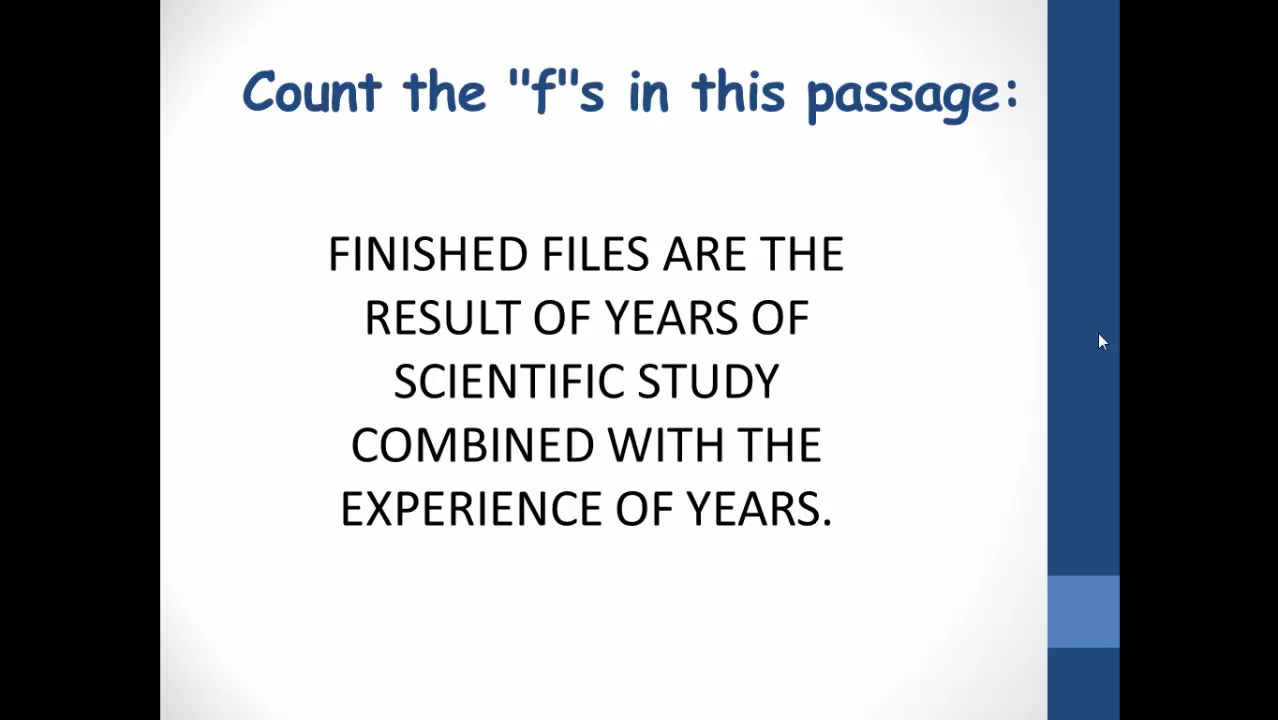 Count the "f"s in this passage:
FINISHED FILES ARE THE
RESULT OF YEARS OF
SCIENTIFIC STUDY
COMBINED WITH THE
EXPERIENCE OF YEARS.